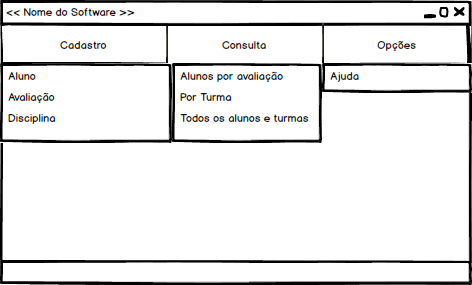 << Nome do Software >>
Cadastro
Consulta
Opções
Aluno
Avaliação
Disciplina
Alunos por avaliação
Por Turma
Todos os alunos e turmas
Ajuda